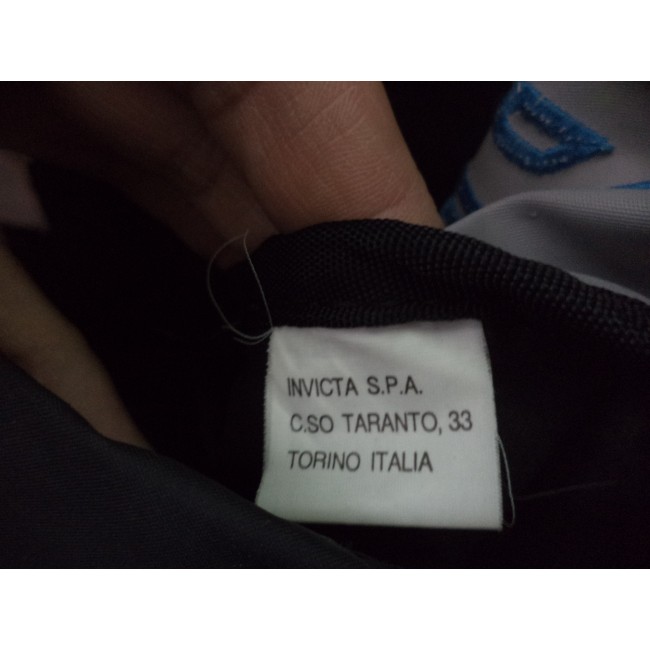 INVICTA S.P.A.
C.SO TARANTO, 33
TORINO ITALIA